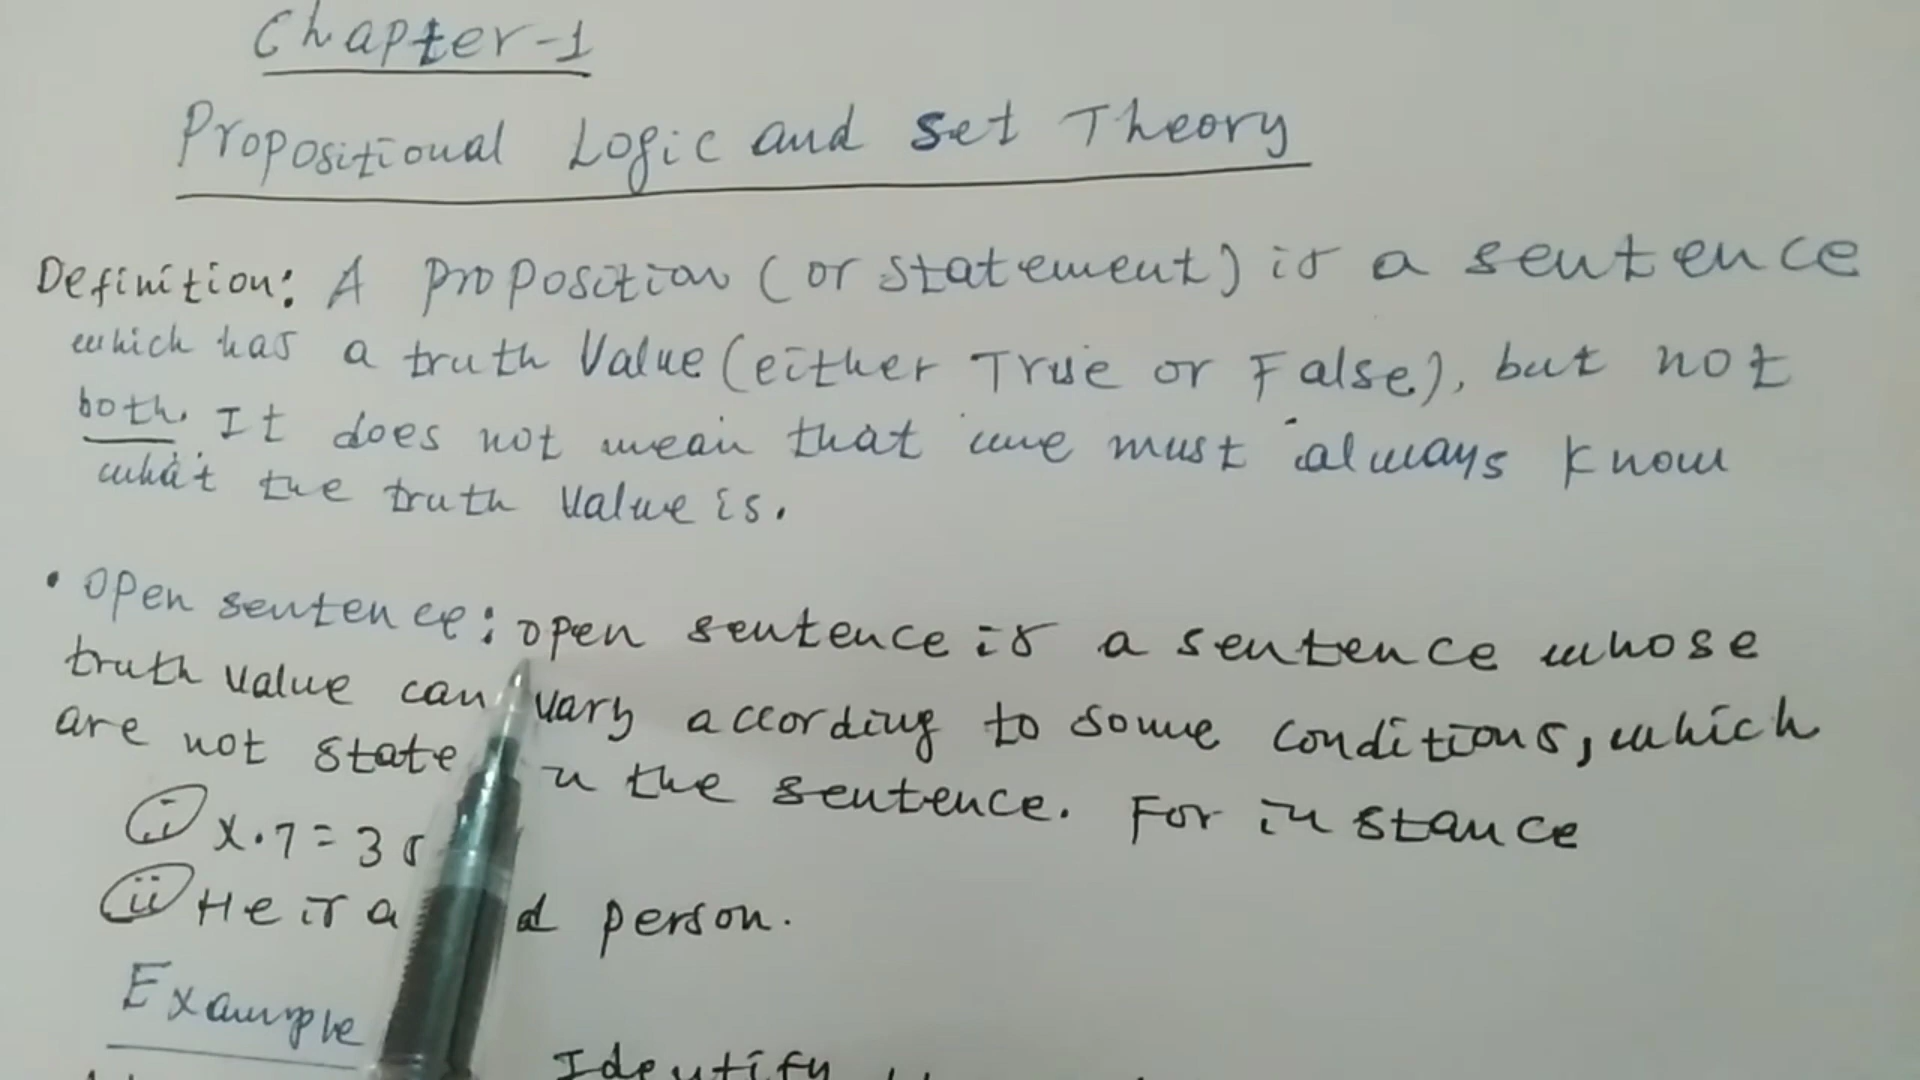 Chapter-1
Propositional Logic and set Theory
Definition: A proposition (or statement) is a sentence
which has a truth Value (either True or False), but not
both. It does not mean that we must always know
what the truth value is.
• open sentence: open sentence is a sentence whose
truth value can vary according to some conditions, which
are not state the sentence. For instance
(i) x.7=3
(ii) He is a person.
Example
Identify